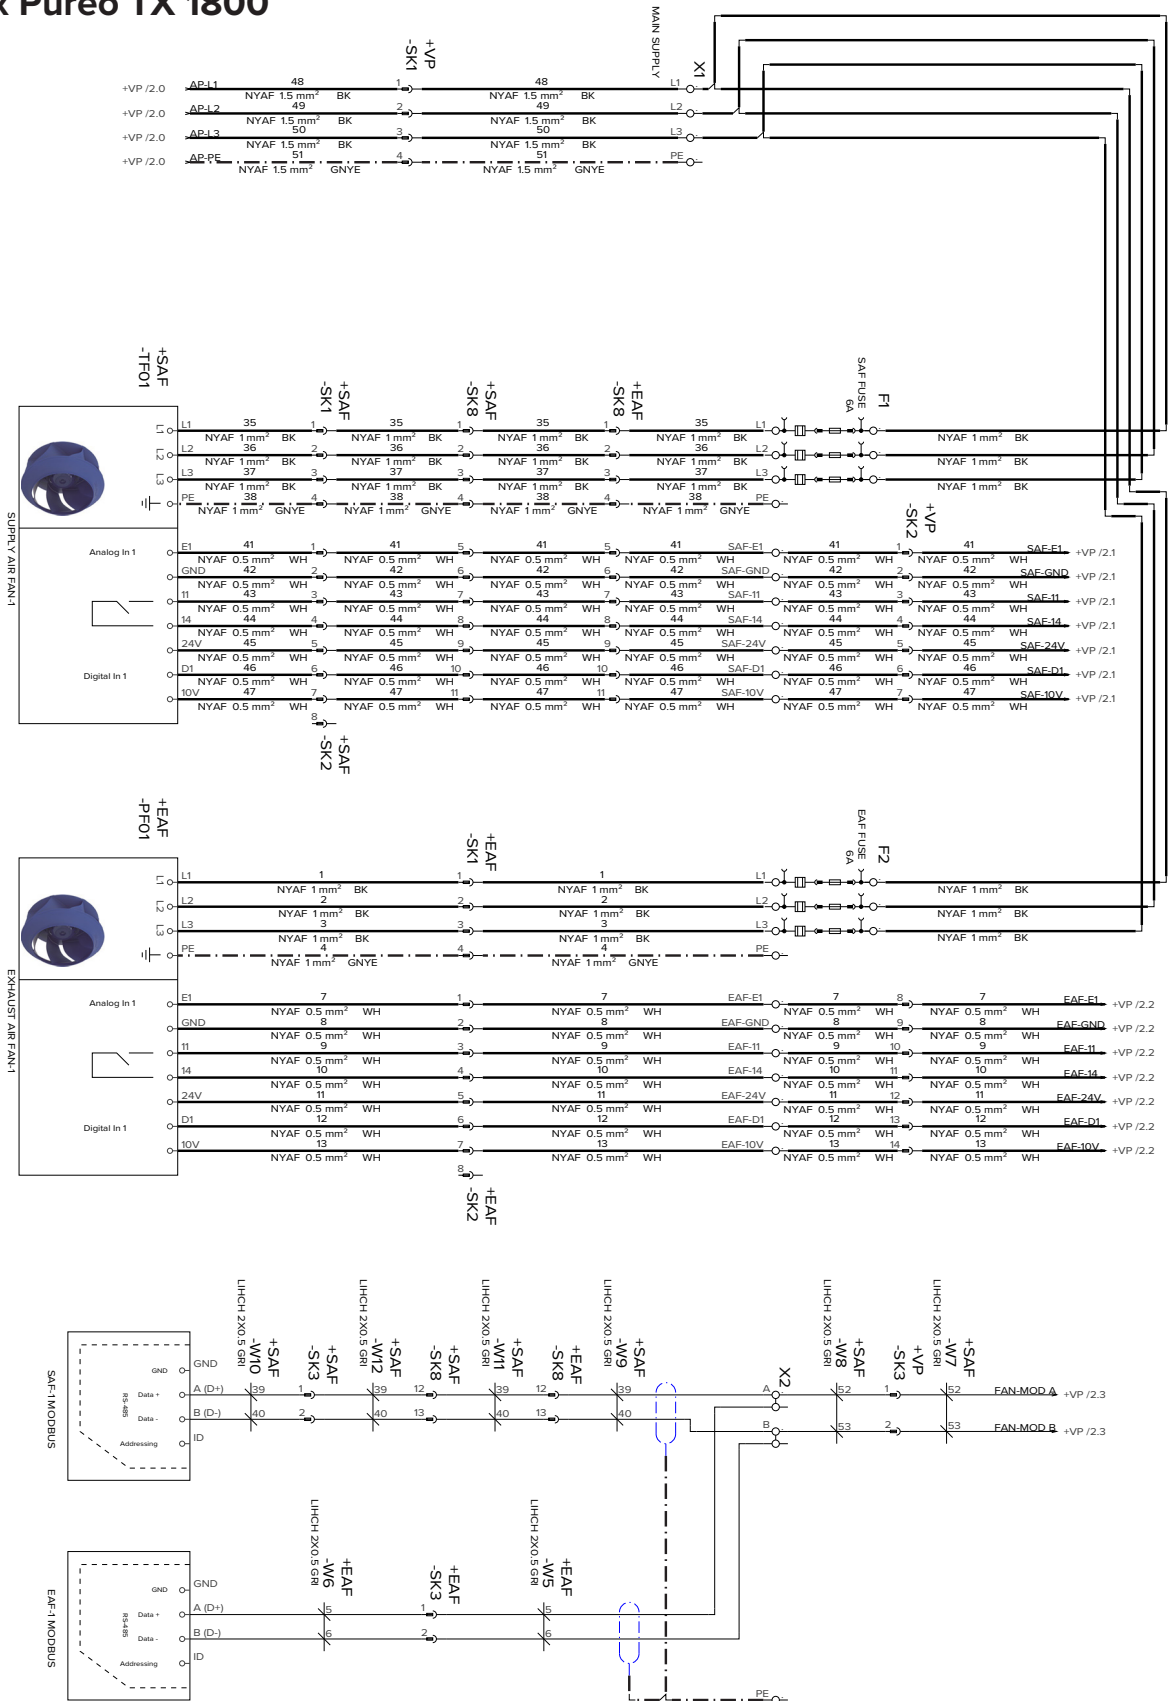 x Pureo TX 1800
MAIN SUPPLY
X1
+VP
-SK1
+VP /2.0 AP-L1 48 1 48 L1
NYAF 1.5 mm² BK NYAF 1.5 mm² BK
+VP /2.0 AP-L2 49 2 49 L2
NYAF 1.5 mm² BK NYAF 1.5 mm² BK
+VP /2.0 AP-L3 50 3 50 L3
NYAF 1.5 mm² BK NYAF 1.5 mm² BK
+VP /2.0 AP-PE 51 4 51 PE
NYAF 1.5 mm² GNYE NYAF 1.5 mm² GNYE
+SAF
-TF01
+SAF
-SK1
+SAF
-SK8
+EAF
-SK8
SAF FUSE
6A
F1
L1 L1 35 1 35 1 35 1 35 L1
NYAF 1 mm² BK NYAF 1 mm² BK NYAF 1 mm² BK NYAF 1 mm² BK NYAF 1 mm² BK
L2 L2 36 2 36 2 36 2 36 L2
NYAF 1 mm² BK NYAF 1 mm² BK NYAF 1 mm² BK NYAF 1 mm² BK NYAF 1 mm² BK
L3 L3 37 3 37 3 37 3 37 L3
NYAF 1 mm² BK NYAF 1 mm² BK NYAF 1 mm² BK NYAF 1 mm² BK NYAF 1 mm² BK
PE 38 4 38 4 38 4 38 PE
NYAF 1 mm² GNYE NYAF 1 mm² GNYE NYAF 1 mm² GNYE NYAF 1 mm² GNYE
SUPPLY AIR FAN-1
+VP
-SK2
Analog In 1 E1 41 1 41 5 41 5 41 SAF-E1 41 1 41 SAF-E1 +VP /2.1
NYAF 0.5 mm² WH NYAF 0.5 mm² WH NYAF 0.5 mm² WH NYAF 0.5 mm² WH NYAF 0.5 mm² WH NYAF 0.5 mm² WH
GND 42 2 42 6 42 6 42 SAF-GND 42 2 42 SAF-GND +VP /2.1
NYAF 0.5 mm² WH NYAF 0.5 mm² WH NYAF 0.5 mm² WH NYAF 0.5 mm² WH NYAF 0.5 mm² WH NYAF 0.5 mm² WH
11 43 3 43 7 43 7 43 SAF-11 43 3 43 SAF-11 +VP /2.1
NYAF 0.5 mm² WH NYAF 0.5 mm² WH NYAF 0.5 mm² WH NYAF 0.5 mm² WH NYAF 0.5 mm² WH NYAF 0.5 mm² WH
14 44 4 44 8 44 8 44 SAF-14 44 4 44 SAF-14 +VP /2.1
NYAF 0.5 mm² WH NYAF 0.5 mm² WH NYAF 0.5 mm² WH NYAF 0.5 mm² WH NYAF 0.5 mm² WH NYAF 0.5 mm² WH
24V 45 5 45 9 45 9 45 SAF-24V 45 5 45 SAF-24V +VP /2.1
NYAF 0.5 mm² WH NYAF 0.5 mm² WH NYAF 0.5 mm² WH NYAF 0.5 mm² WH NYAF 0.5 mm² WH NYAF 0.5 mm² WH
Digital In 1 D1 46 6 46 10 46 10 46 SAF-D1 46 6 46 SAF-D1 +VP /2.1
NYAF 0.5 mm² WH NYAF 0.5 mm² WH NYAF 0.5 mm² WH NYAF 0.5 mm² WH NYAF 0.5 mm² WH NYAF 0.5 mm² WH
10V 47 7 47 11 47 11 47 SAF-10V 47 7 47 SAF-10V +VP /2.1
NYAF 0.5 mm² WH NYAF 0.5 mm² WH NYAF 0.5 mm² WH NYAF 0.5 mm² WH NYAF 0.5 mm² WH NYAF 0.5 mm² WH
8
+SAF
-SK2
+EAF
-PF01
+EAF
-SK1
EAF FUSE
6A
F2
L1 L1 1 1 1 L1
NYAF 1 mm² BK NYAF 1 mm² BK NYAF 1 mm² BK
L2 L2 2 2 2 L2
NYAF 1 mm² BK NYAF 1 mm² BK NYAF 1 mm² BK
L3 L3 3 3 3 L3
NYAF 1 mm² BK NYAF 1 mm² BK NYAF 1 mm² BK
PE 4 4 4 PE
NYAF 1 mm² GNYE NYAF 1 mm² GNYE
EXHAUST AIR FAN-1
Analog In 1 E1 7 1 7 EAF-E1 7 8 7 EAF-E1 +VP /2.2
NYAF 0.5 mm² WH NYAF 0.5 mm² WH NYAF 0.5 mm² WH NYAF 0.5 mm² WH
GND 8 2 8 EAF-GND 8 9 8 EAF-GND +VP /2.2
NYAF 0.5 mm² WH NYAF 0.5 mm² WH NYAF 0.5 mm² WH NYAF 0.5 mm² WH
11 9 3 9 EAF-11 9 10 9 EAF-11 +VP /2.2
NYAF 0.5 mm² WH NYAF 0.5 mm² WH NYAF 0.5 mm² WH NYAF 0.5 mm² WH
14 10 4 10 EAF-14 10 11 10 EAF-14 +VP /2.2
NYAF 0.5 mm² WH NYAF 0.5 mm² WH NYAF 0.5 mm² WH NYAF 0.5 mm² WH
24V 11 5 11 EAF-24V 11 12 11 EAF-24V +VP /2.2
NYAF 0.5 mm² WH NYAF 0.5 mm² WH NYAF 0.5 mm² WH NYAF 0.5 mm² WH
Digital In 1 D1 12 6 12 EAF-D1 12 13 12 EAF-D1 +VP /2.2
NYAF 0.5 mm² WH NYAF 0.5 mm² WH NYAF 0.5 mm² WH NYAF 0.5 mm² WH
10V 13 7 13 EAF-10V 13 14 13 EAF-10V +VP /2.2
NYAF 0.5 mm² WH NYAF 0.5 mm² WH NYAF 0.5 mm² WH NYAF 0.5 mm² WH
8
+EAF
-SK2
+SAF
-W10
LIHCH 2X0.5 GRI
+SAF
-SK3
+SAF
-W12
LIHCH 2X0.5 GRI
+SAF
-SK8
+SAF
-W11
LIHCH 2X0.5 GRI
+EAF
-SK8
+SAF
-W9
LIHCH 2X0.5 GRI
X2
+SAF
-W8
LIHCH 2X0.5 GRI
+VP
-SK3
+SAF
-W7
LIHCH 2X0.5 GRI
SAF-1 MODBUS
RS-485
GND GND
Data + A (D+) 39 1 39 12 39 12 39 A 52 1 52 FAN-MOD A +VP /2.3
Data - B (D-) 40 2 40 13 40 13 40 B 53 2 53 FAN-MOD B +VP /2.3
Addressing ID
+EAF
-W6
LIHCH 2X0.5 GRI
+EAF
-SK3
+EAF
-W5
LIHCH 2X0.5 GRI
EAF-1 MODBUS
RS-485
GND GND
Data + A (D+) 5 1 5
Data - B (D-) 6 2 6
Addressing ID
PE